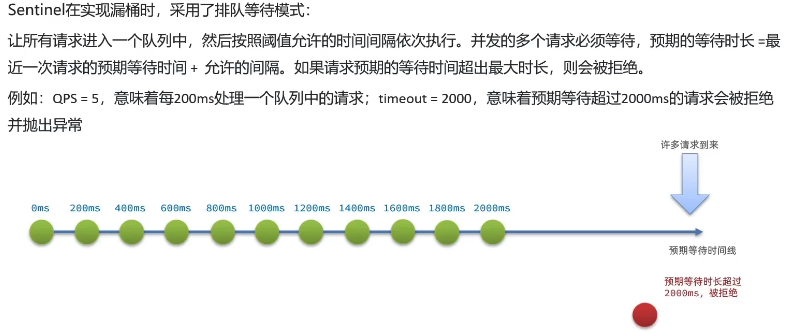 Sentinel在实现漏桶时，采用了排队等待模式：
让所有请求进入一个队列中，然后按照阈值允许的时间间隔依次执行。并发的多个请求必须等待，预期的等待时长 =最
近一次请求的预期等待时间 + 允许的间隔。如果请求预期的等待时间超出最大时长，则会被拒绝。
例如：QPS = 5，意味着每200ms处理一个队列中的请求；timeout = 2000，意味着预期等待超过2000ms的请求会被拒绝
并抛出异常
许多请求到来
0ms 200ms 400ms 600ms 800ms 1000ms 1200ms 1400ms 1600ms 1800ms 2000ms
预期等待时间线
预期等待时长超过
2000ms，被拒绝